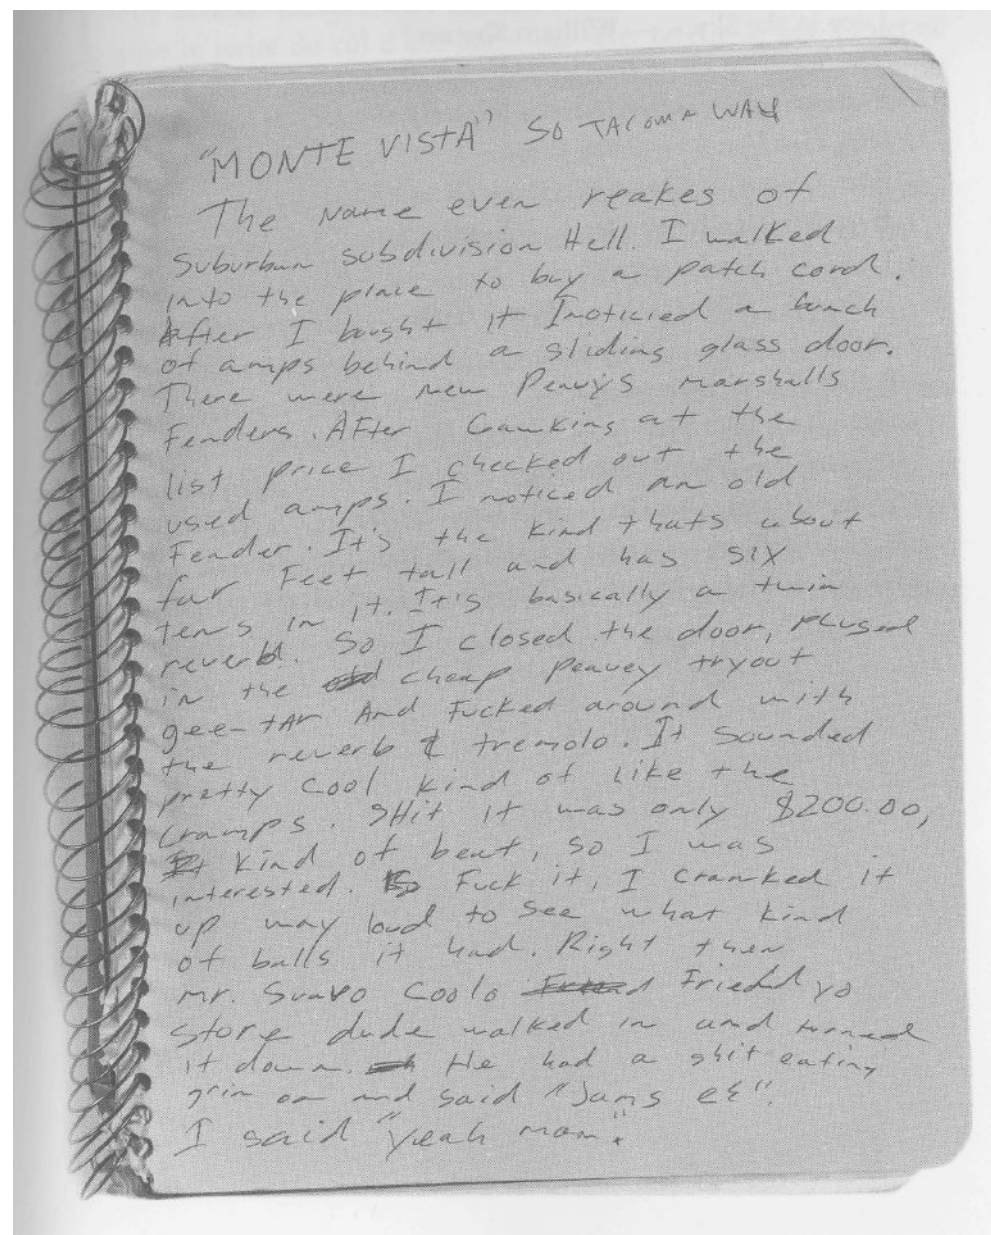 "MONTE VISTA" SO TACOMA WAY
The Name even reakes of
Suburban subdivision Hell. I walked
into the place to buy a patch cord.
After I bought it I noticied a bunch
of amps behind a sliding glass door.
There were new Peavys marshalls
Fenders. AFter Gawking at the
list price I checked out the
used amps. I noticed an old
Fender. It's the kind thats about
four Feet tall and has SIX
tens in it. It's basically a twin
reverb. So I closed the door, PLUGED
in the cheap Peavey tryout
gee-tAr And Fucked around with
the reverb & tremolo. It sounded
pretty cool kind of like the
Cramps. SHit it was only $200.00,
kind of beat, so I was
interested. Fuck it, I cranked it
up way loud to see what kind
of balls it had. Right then
Mr. Suavo Coolo Friedd yo
store dude walked in and turned
it down. He had a shit eating
grin on and said "Jams eh".
I said "yeah man".